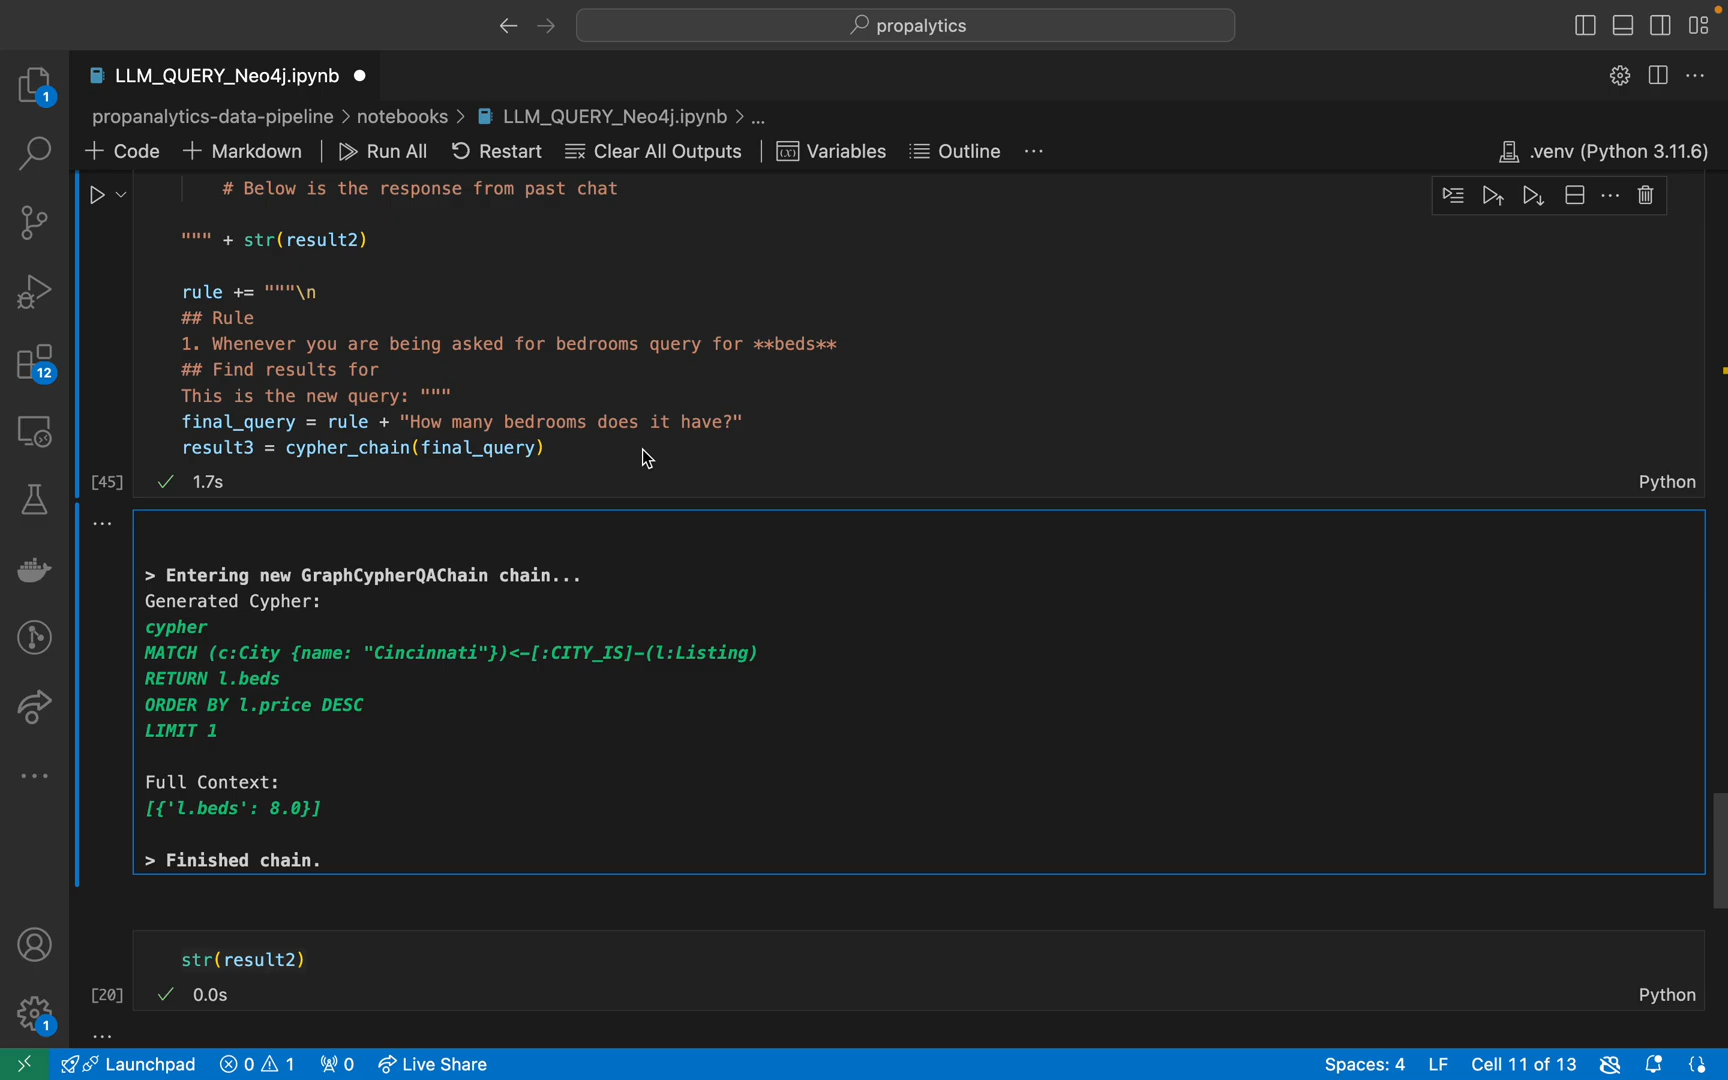 propalytics
LLM_QUERY_Neo4j.ipynb
1
propanalytics-data-pipeline > notebooks > LLM_QUERY_Neo4j.ipynb > ...
+ Code + Markdown Run All Restart Clear All Outputs Variables Outline ...
.venv (Python 3.11.6)
# Below is the response from past chat
""" + str(result2)
rule += """\n
## Rule
1. Whenever you are being asked for bedrooms query for **beds**
## Find results for
This is the new query: """
final_query = rule + "How many bedrooms does it have?"
result3 = cypher_chain(final_query)
[45] ✓ 1.7s Python
12
...
> Entering new GraphCypherQAChain chain...
Generated Cypher:
cypher
MATCH (c:City {name: "Cincinnati"})<-[:CITY_IS]-(l:Listing)
RETURN l.beds
ORDER BY l.price DESC
LIMIT 1
Full Context:
[{'l.beds': 8.0}]
> Finished chain.
str(result2)
[20] ✓ 0.0s Python
1
...
Launchpad 0 1 0 Live Share Spaces: 4 LF Cell 11 of 13